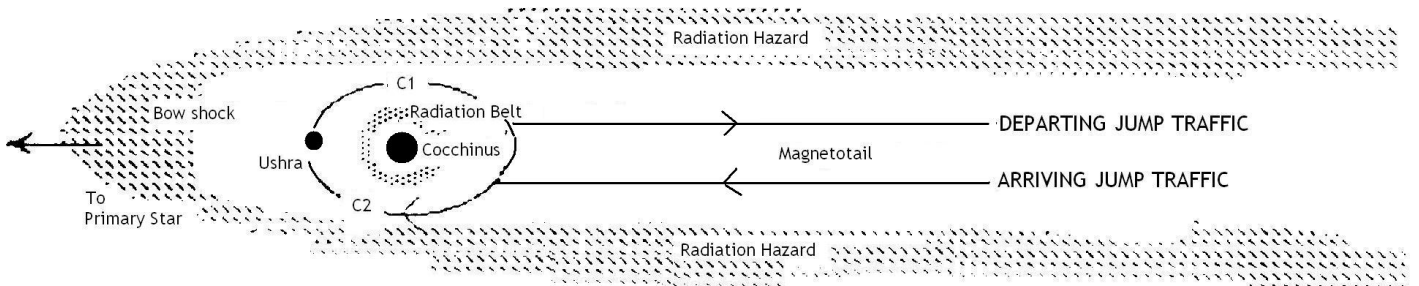 Radiation Hazard
C1
Bow shock
Radiation Belt
DEPARTING JUMP TRAFFIC
Ushra
Cocchinus
Magnetotail
ARRIVING JUMP TRAFFIC
To
Primary Star
C2
Radiation Hazard